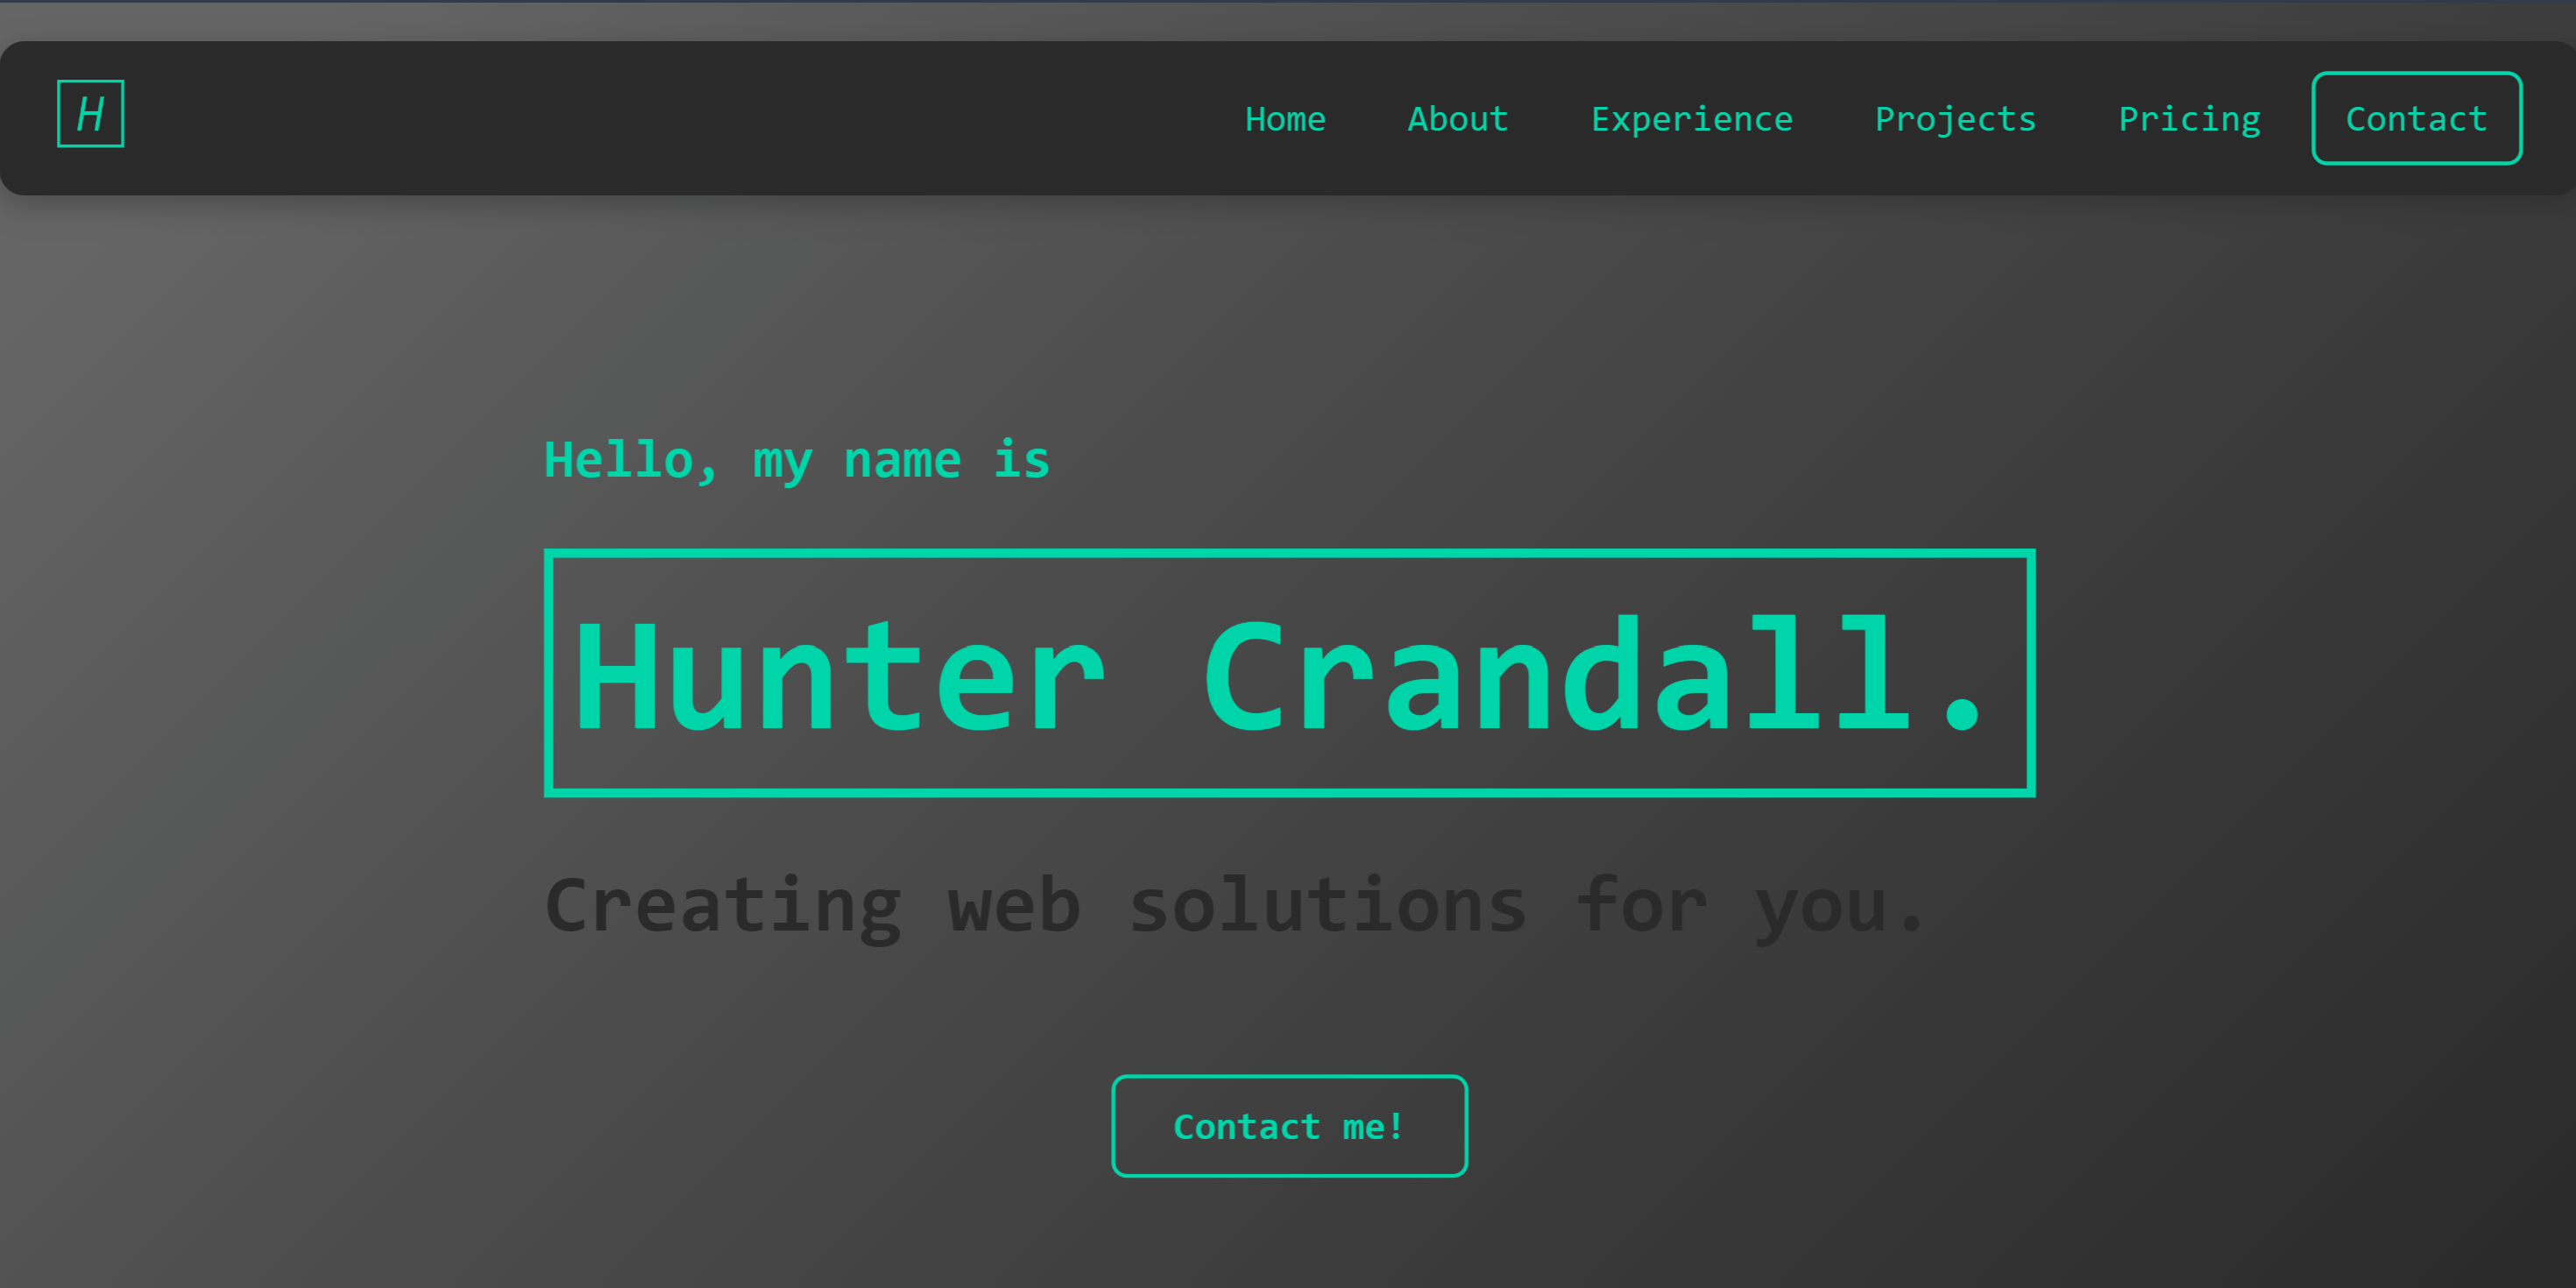 H
Home About Experience Projects Pricing Contact
Hello, my name is
Hunter Crandall.
Creating web solutions for you.
Contact me!